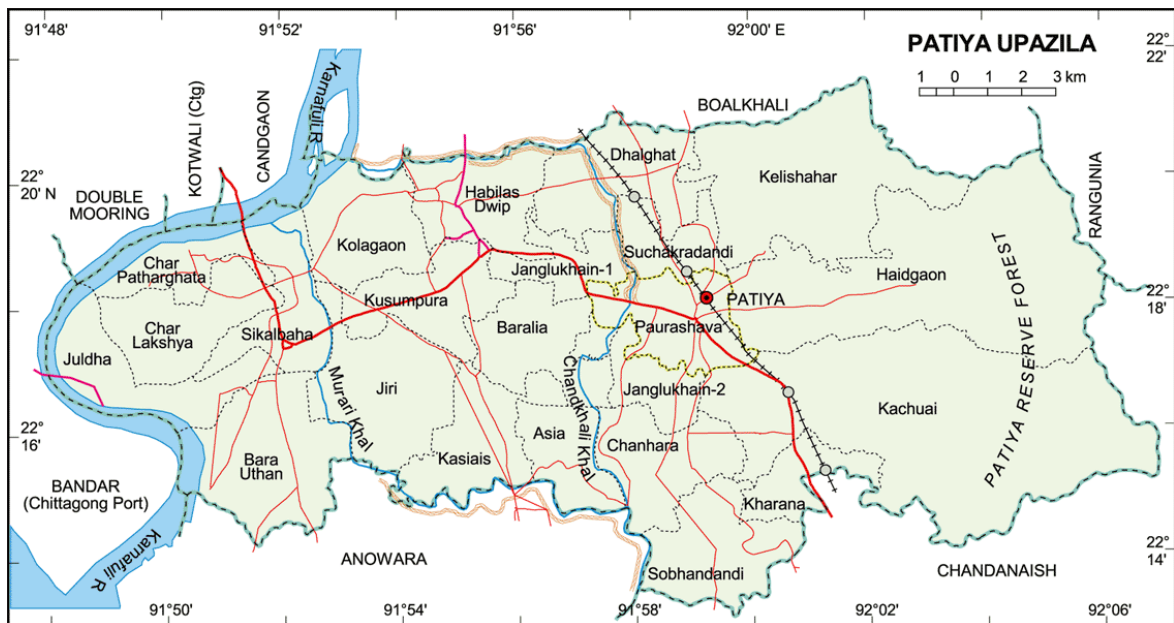 91°48'
91°52'
91°56'
92°00' E
PATIYA UPAZILA
1 0 1 2 3 km
22°
22'
KOTWALI (Ctg)
CANDGAON
Karnafuli R
BOALKHALI
Dhalghat
Kelishahar
RANGUNIA
22°
20' N
DOUBLE
MOORING
Habilas
Dwip
Kolagaon
Suchakradandi
Char
Patharghata
Janglukhain-1
Haidgaon
Kusumpura
PATIYA
22°
18'
Char
Lakshya
Sikalbaha
Baralia
Paurashava
Juldha
Murari Khal
Jiri
Chandkhali Khal
Janglukhain-2
Kachuai
PATIYA RESERVE FOREST
22°
16'
Asia
Chanhara
Bara
Uthan
Kasiais
BANDAR
(Chittagong Port)
Kharana
Karnafuli R
ANOWARA
Sobhandandi
CHANDANAISH
22°
14'
91°50'
91°54'
91°58'
92°02'
92°06'